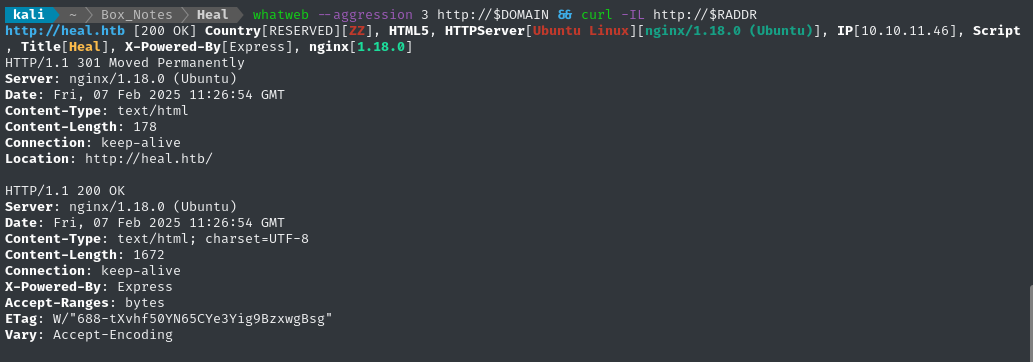 kali ~ Box_Notes Heal whatweb --aggression 3 http://$DOMAIN && curl -IL http://$RADDR
http://heal.htb [200 OK] Country[RESERVED][ZZ], HTML5, HTTPServer[Ubuntu Linux][nginx/1.18.0 (Ubuntu)], IP[10.10.11.46], Script
, Title[Heal], X-Powered-By[Express], nginx[1.18.0]
HTTP/1.1 301 Moved Permanently
Server: nginx/1.18.0 (Ubuntu)
Date: Fri, 07 Feb 2025 11:26:54 GMT
Content-Type: text/html
Content-Length: 178
Connection: keep-alive
Location: http://heal.htb/

HTTP/1.1 200 OK
Server: nginx/1.18.0 (Ubuntu)
Date: Fri, 07 Feb 2025 11:26:54 GMT
Content-Type: text/html; charset=UTF-8
Content-Length: 1672
Connection: keep-alive
X-Powered-By: Express
Accept-Ranges: bytes
ETag: W/"688-tXvhf50YN65CYe3Yig9BzxwgBsg"
Vary: Accept-Encoding